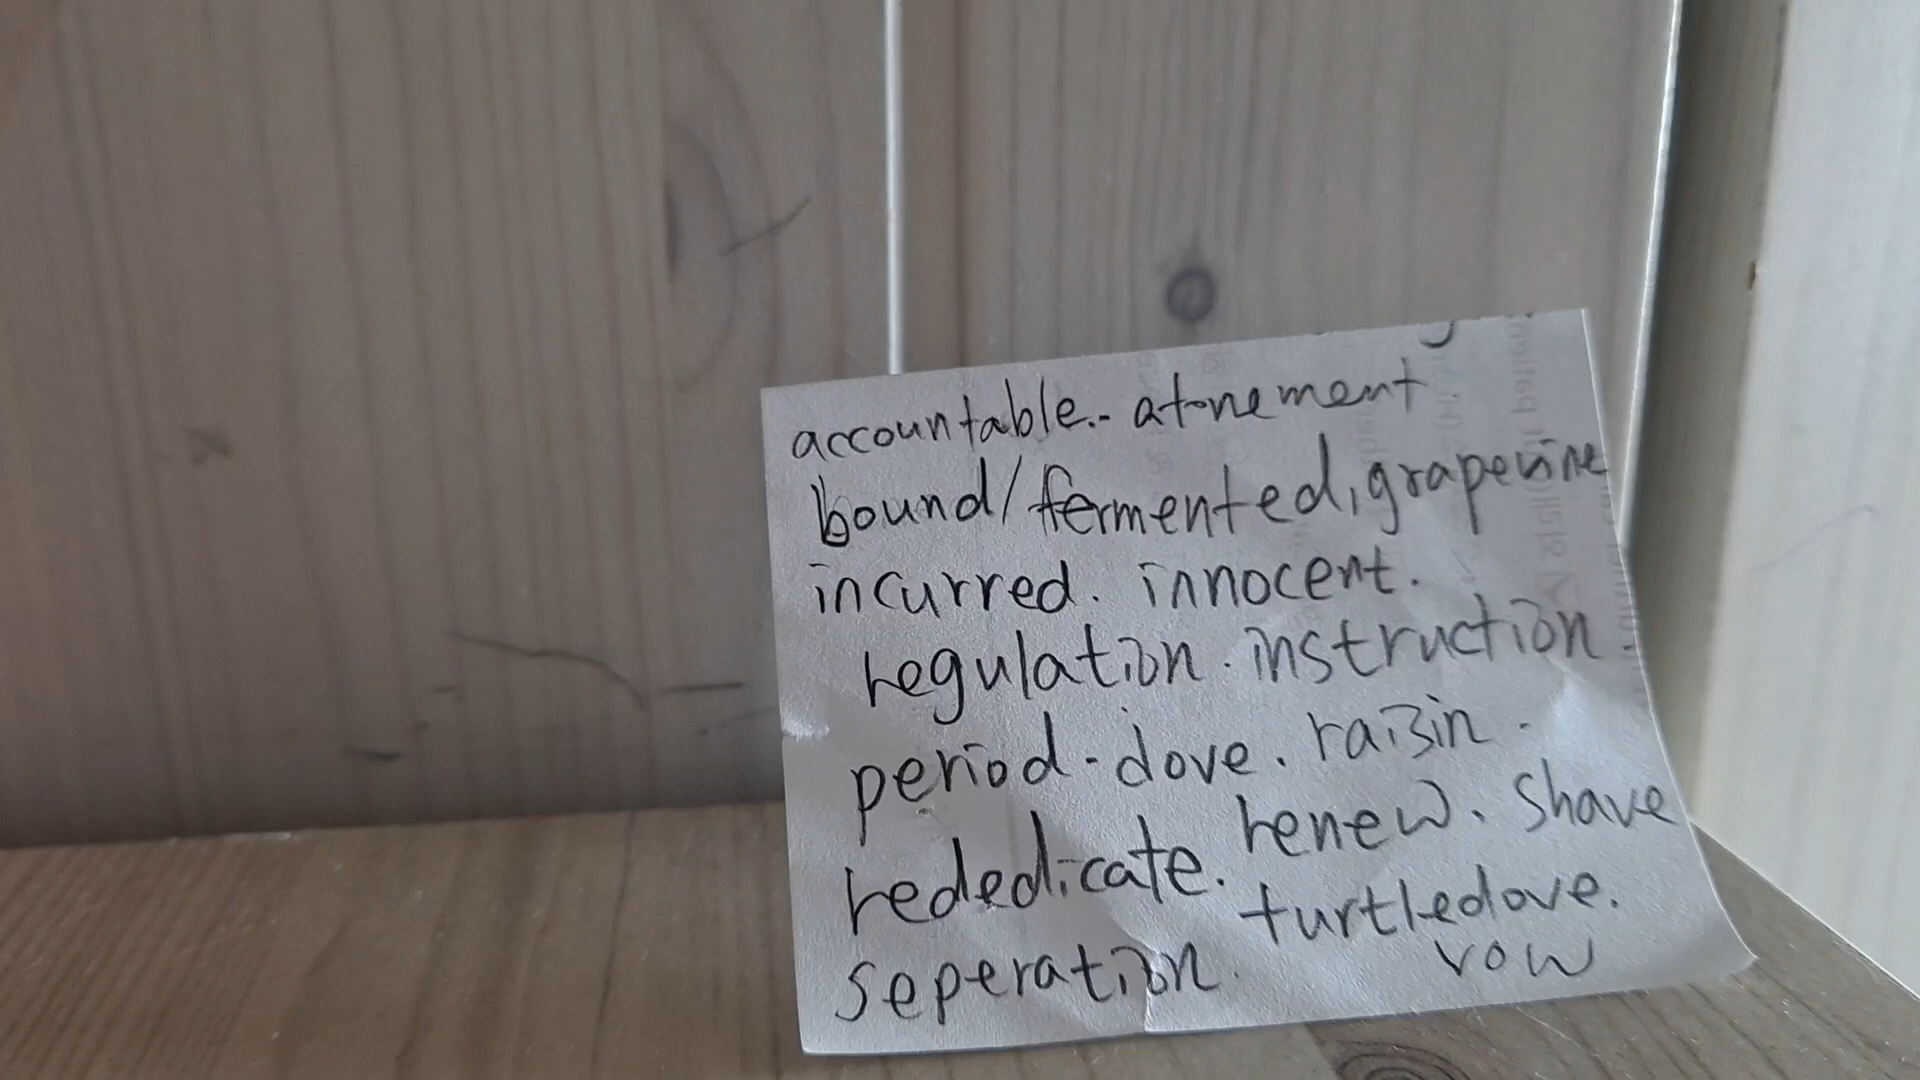 accountable.- atonement.
bound/fermented, grapevine
incurred. innocent.
regulation. instruction-
period-dove. raisin.
rededicate. renew. shave
seperation. turtledove.
vow